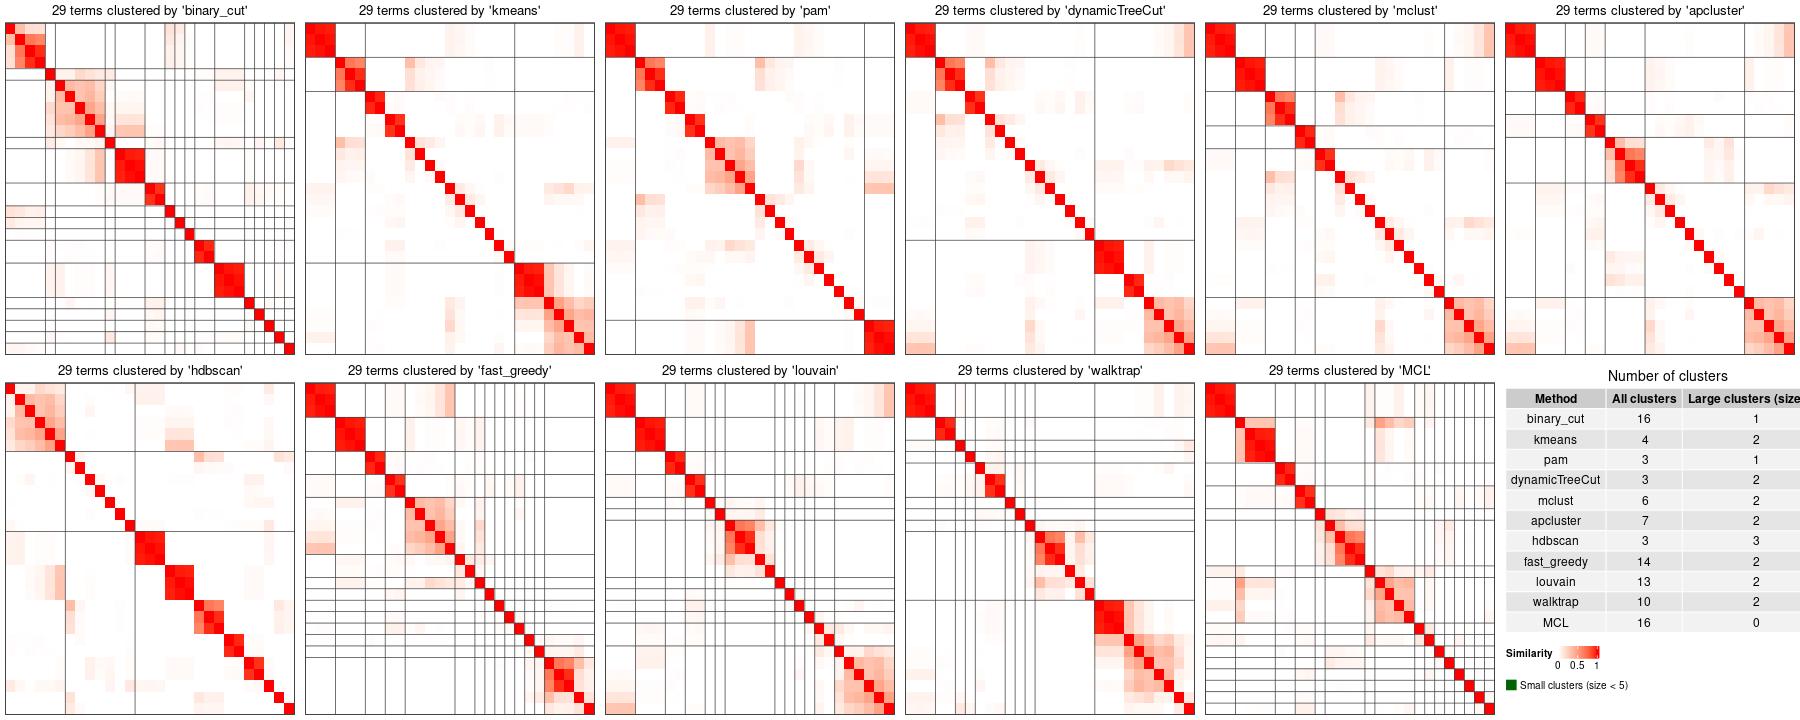 29 terms clustered by 'binary_cut'
29 terms clustered by 'kmeans'
29 terms clustered by 'pam'
29 terms clustered by 'dynamicTreeCut'
29 terms clustered by 'mclust'
29 terms clustered by 'apcluster'
29 terms clustered by 'hdbscan'
29 terms clustered by 'fast_greedy'
29 terms clustered by 'louvain'
29 terms clustered by 'walktrap'
29 terms clustered by 'MCL'
Number of clusters
Method All clusters Large clusters (size
binary_cut 16 1
kmeans 4 2
pam 3 1
dynamicTreeCut 3 2
mclust 6 2
apcluster 7 2
hdbscan 3 3
fast_greedy 14 2
louvain 13 2
walktrap 10 2
MCL 16 0
Similarity
0 0.5 1
Small clusters (size < 5)